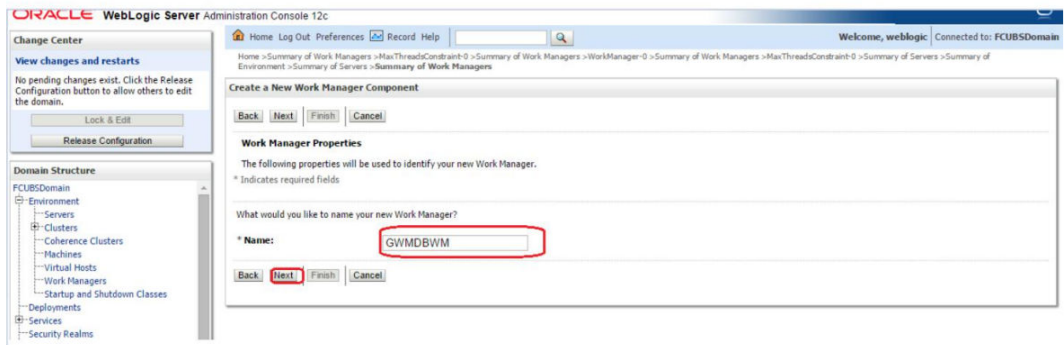 ORACLE WebLogic Server Administration Console 12c
Change Center
View changes and restarts
No pending changes exist. Click the Release
Configuration button to allow others to edit
the domain.
Lock & Edit
Release Configuration
Domain Structure
FCUBSDomain
Environment
Servers
Clusters
Coherence Clusters
Machines
Virtual Hosts
Work Managers
Startup and Shutdown Classes
Deployments
Services
Security Realms
Home Log Out Preferences Record Help
Welcome, weblogic Connected to: FCUBSDomain
Home >Summary of Work Managers >MaxThreadsConstraint-0 >Summary of Work Managers >WorkManager-0 >Summary of Work Managers >MaxThreadsConstraint-0 >Summary of Servers >Summary of
Environment >Summary of Servers >Summary of Work Managers
Create a New Work Manager Component
Back Next Finish Cancel
Work Manager Properties
The following properties will be used to identify your new Work Manager.
* Indicates required fields
What would you like to name your new Work Manager?
* Name: GWMDBWM
Back Next Finish Cancel